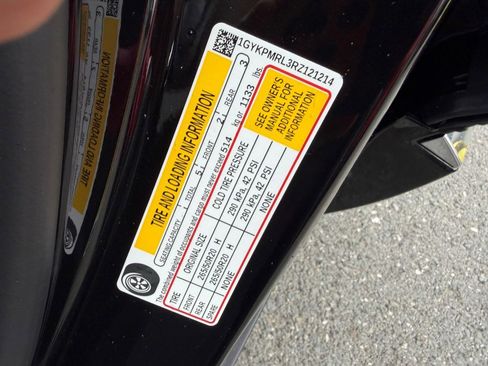 1GYKPMRL3RZ121214
TIRE AND LOADING INFORMATION
SEATING CAPACITY TOTAL 5 FRONT 2 REAR 3
The combined weight of occupants and cargo must never exceed 514 kg or 1133 lbs.
TIRE ORIGINAL SIZE COLD TIRE PRESSURE
FRONT 265/50R20 H 290 kPa, 42 PSI
REAR 265/50R20 H 290 kPa, 42 PSI
SPARE NONE NONE
SEE OWNER'S
MANUAL FOR
ADDITIONAL
INFORMATION